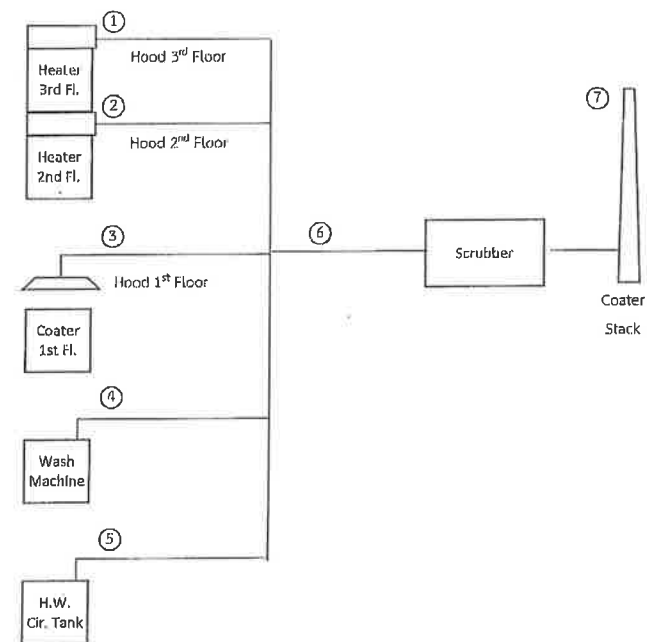 ①
Hood 3rd Floor
Heater
3rd Fl.
②
Hood 2nd Floor
Heater
2nd Fl.
③
Hood 1st Floor
Coater
1st Fl.
④
Wash
Machine
⑤
H.W.
Cir. Tank
⑥
Scrubber
⑦
Coater
Stack